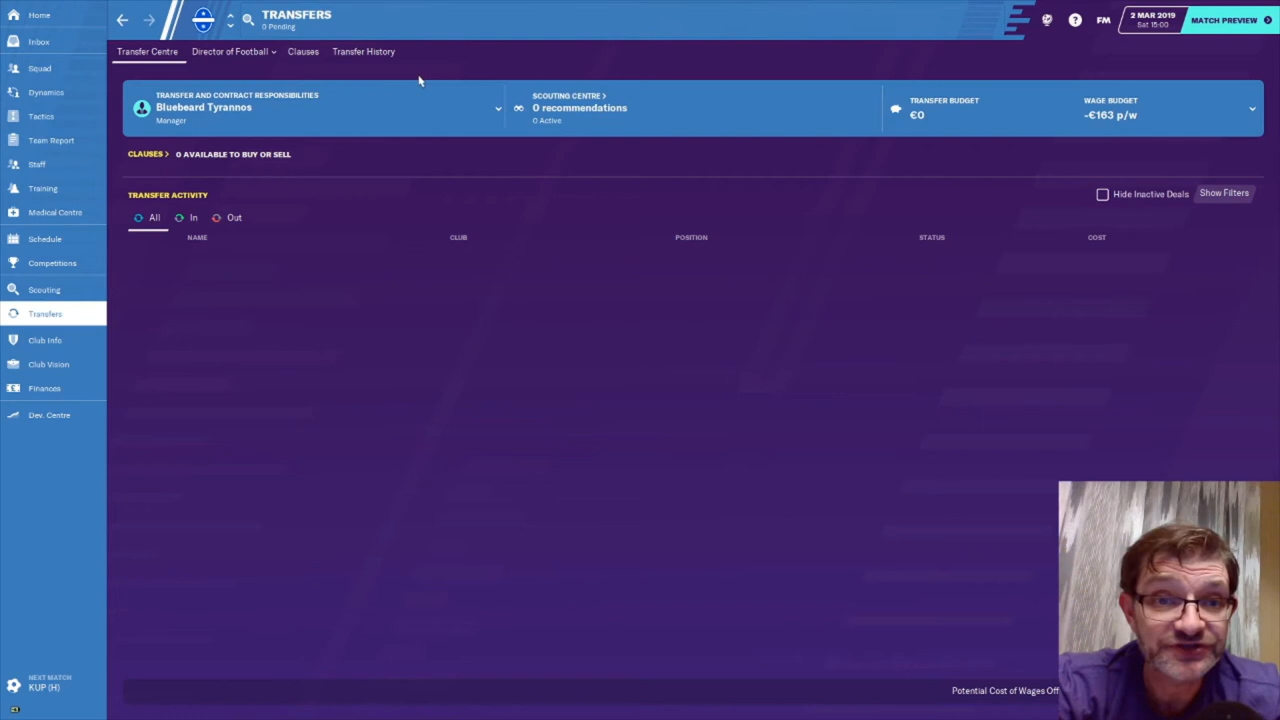 Home
Inbox
Squad
Dynamics
Tactics
Team Report
Staff
Training
Medical Centre
Schedule
Competitions
Scouting
Transfers
Club Info
Club Vision
Finances
Dev. Centre
NEXT MATCH
KUP (H)
TRANSFERS
0 Pending
FM
2 MAR 2019
Sat 15:00
MATCH PREVIEW
Transfer Centre
Director of Football
Clauses
Transfer History
TRANSFER AND CONTRACT RESPONSIBILITIES
Bluebeard Tyrannos
Manager
SCOUTING CENTRE >
0 recommendations
0 Active
TRANSFER BUDGET
€0
WAGE BUDGET
-€163 p/w
CLAUSES > 0 AVAILABLE TO BUY OR SELL
TRANSFER ACTIVITY
Hide Inactive Deals
Show Filters
All In Out
NAME CLUB POSITION STATUS COST
Potential Cost of Wages Off